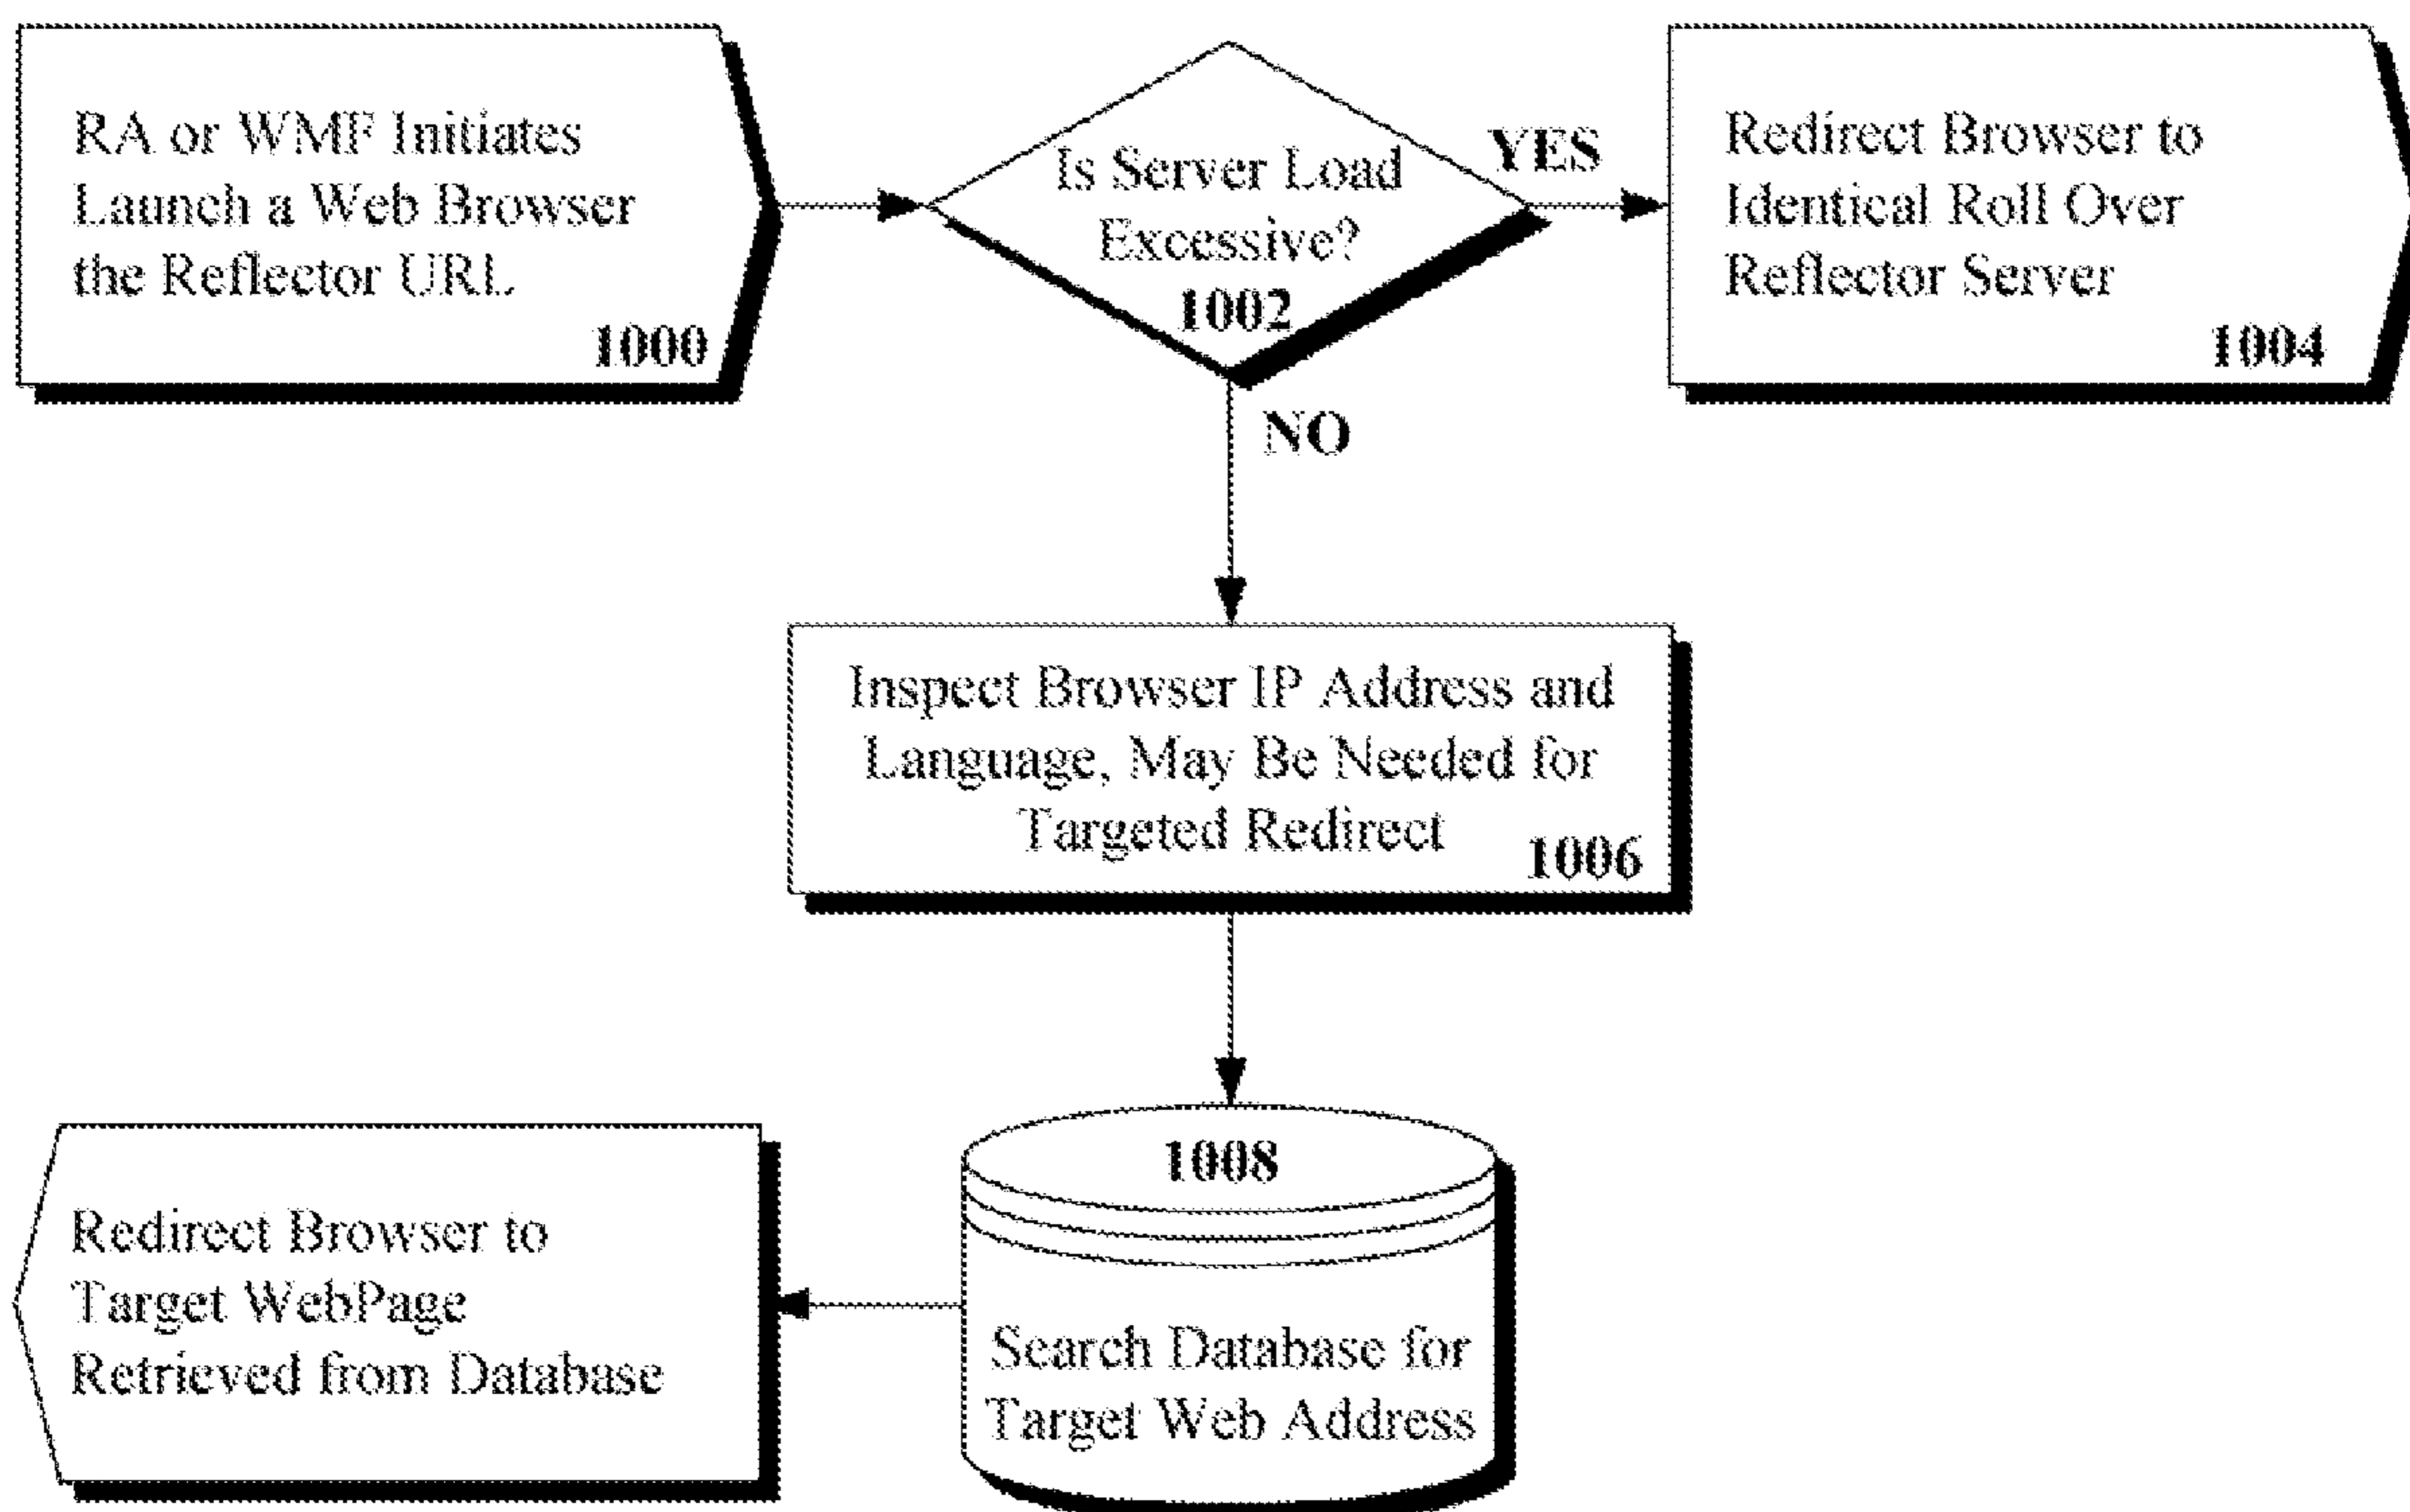 RA or WMF Initiates
Launch a Web Browser
the Reflector URL
1000
Is Server Load
Excessive?
1002
YES
NO
Redirect Browser to
Identical Roll Over
Reflector Server
1004
Inspect Browser IP Address and
Language, May Be Needed for
Targeted Redirect
1006
1008
Search Database for
Target Web Address
Redirect Browser to
Target WebPage
Retrieved from Database